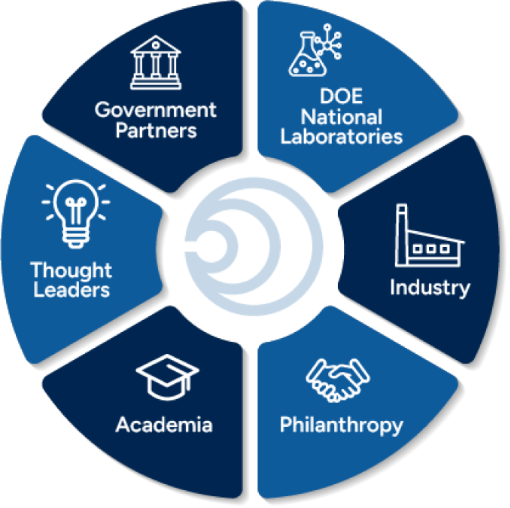 Government
Partners
DOE
National
Laboratories
Industry
Philanthropy
Academia
Thought
Leaders